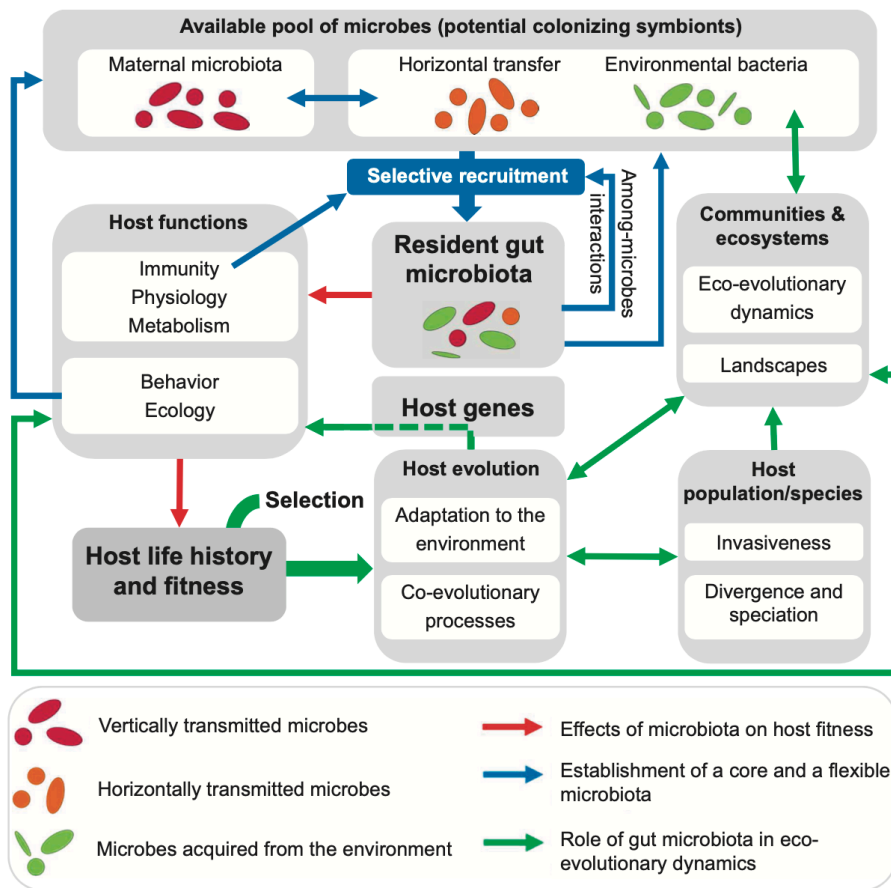 Available pool of microbes (potential colonizing symbionts)
Maternal microbiota
Horizontal transfer
Environmental bacteria
Selective recruitment
Among-microbes
interactions
Host functions
Immunity
Physiology
Metabolism
Behavior
Ecology
Resident gut
microbiota
Communities &
ecosystems
Eco-evolutionary
dynamics
Landscapes
Host genes
Host evolution
Adaptation to the
environment
Co-evolutionary
processes
Host
population/species
Invasiveness
Divergence and
speciation
Selection
Host life history
and fitness
Vertically transmitted microbes
Horizontally transmitted microbes
Microbes acquired from the environment
Effects of microbiota on host fitness
Establishment of a core and a flexible
microbiota
Role of gut microbiota in eco-
evolutionary dynamics